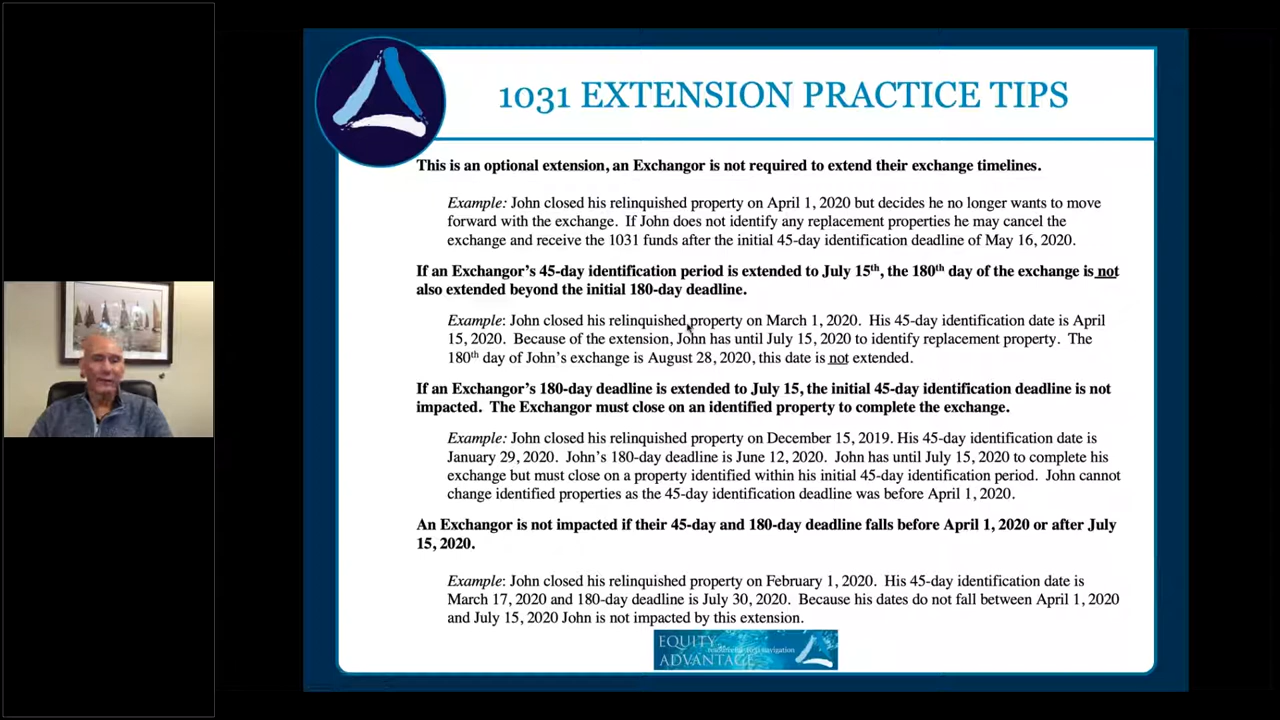 1031 EXTENSION PRACTICE TIPS
This is an optional extension, an Exchangor is not required to extend their exchange timelines.
Example: John closed his relinquished property on April 1, 2020 but decides he no longer wants to move
forward with the exchange. If John does not identify any replacement properties he may cancel the
exchange and receive the 1031 funds after the initial 45-day identification deadline of May 16, 2020.
If an Exchangor's 45-day identification period is extended to July 15th, the 180th day of the exchange is not
also extended beyond the initial 180-day deadline.
Example: John closed his relinquished property on March 1, 2020. His 45-day identification date is April
15, 2020. Because of the extension, John has until July 15, 2020 to identify replacement property. The
180th day of John's exchange is August 28, 2020, this date is not extended.
If an Exchangor's 180-day deadline is extended to July 15, the initial 45-day identification deadline is not
impacted. The Exchangor must close on an identified property to complete the exchange.
Example: John closed his relinquished property on December 15, 2019. His 45-day identification date is
January 29, 2020. John's 180-day deadline is June 12, 2020. John has until July 15, 2020 to complete his
exchange but must close on a property identified within his initial 45-day identification period. John cannot
change identified properties as the 45-day identification deadline was before April 1, 2020.
An Exchangor is not impacted if their 45-day and 180-day deadline falls before April 1, 2020 or after July
15, 2020.
Example: John closed his relinquished property on February 1, 2020. His 45-day identification date is
March 17, 2020 and 180-day deadline is July 30, 2020. Because his dates do not fall between April 1, 2020
and July 15, 2020 John is not impacted by this extension.
EQUITY
navigation
ADVANTAGE